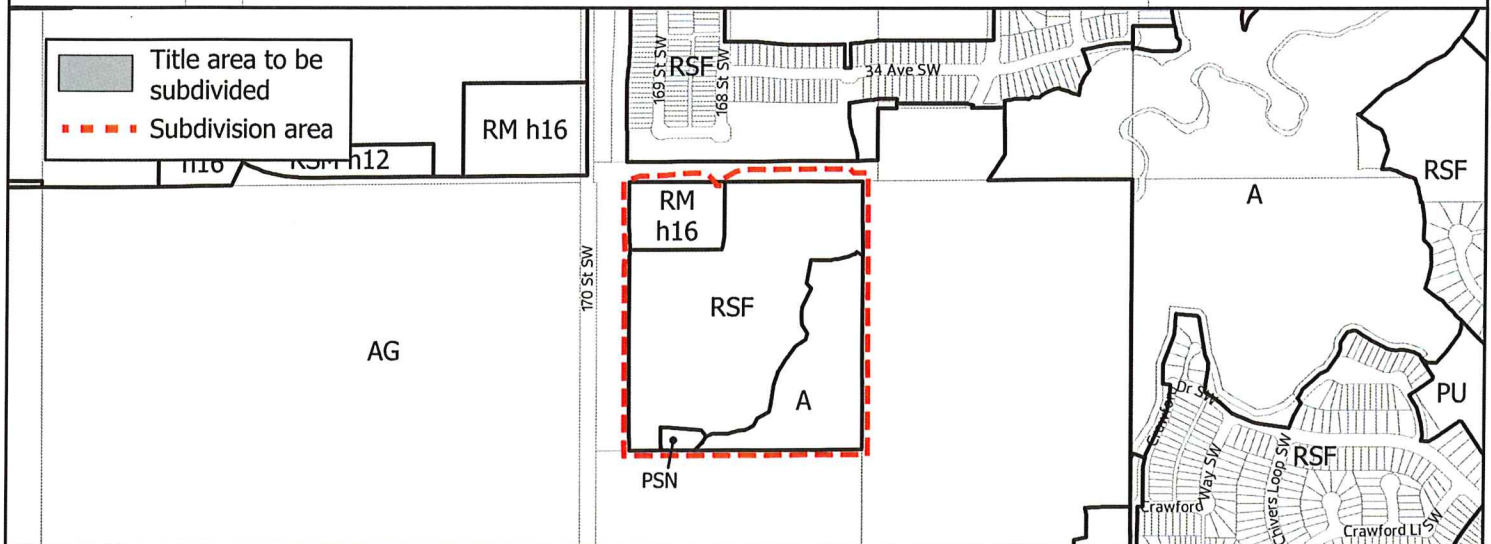 Title area to be
subdivided
Subdivision area
h16
RSM h12
RM h16
169 St SW
RSF
168 St SW
34 Ave SW
RSF
A
RM
h16
170 St SW
RSF
AG
A
PSN
Crawford
Dr SW
PU
RSF
Way SW
Chivers Loop SW
Crawford
Crawford Li SW